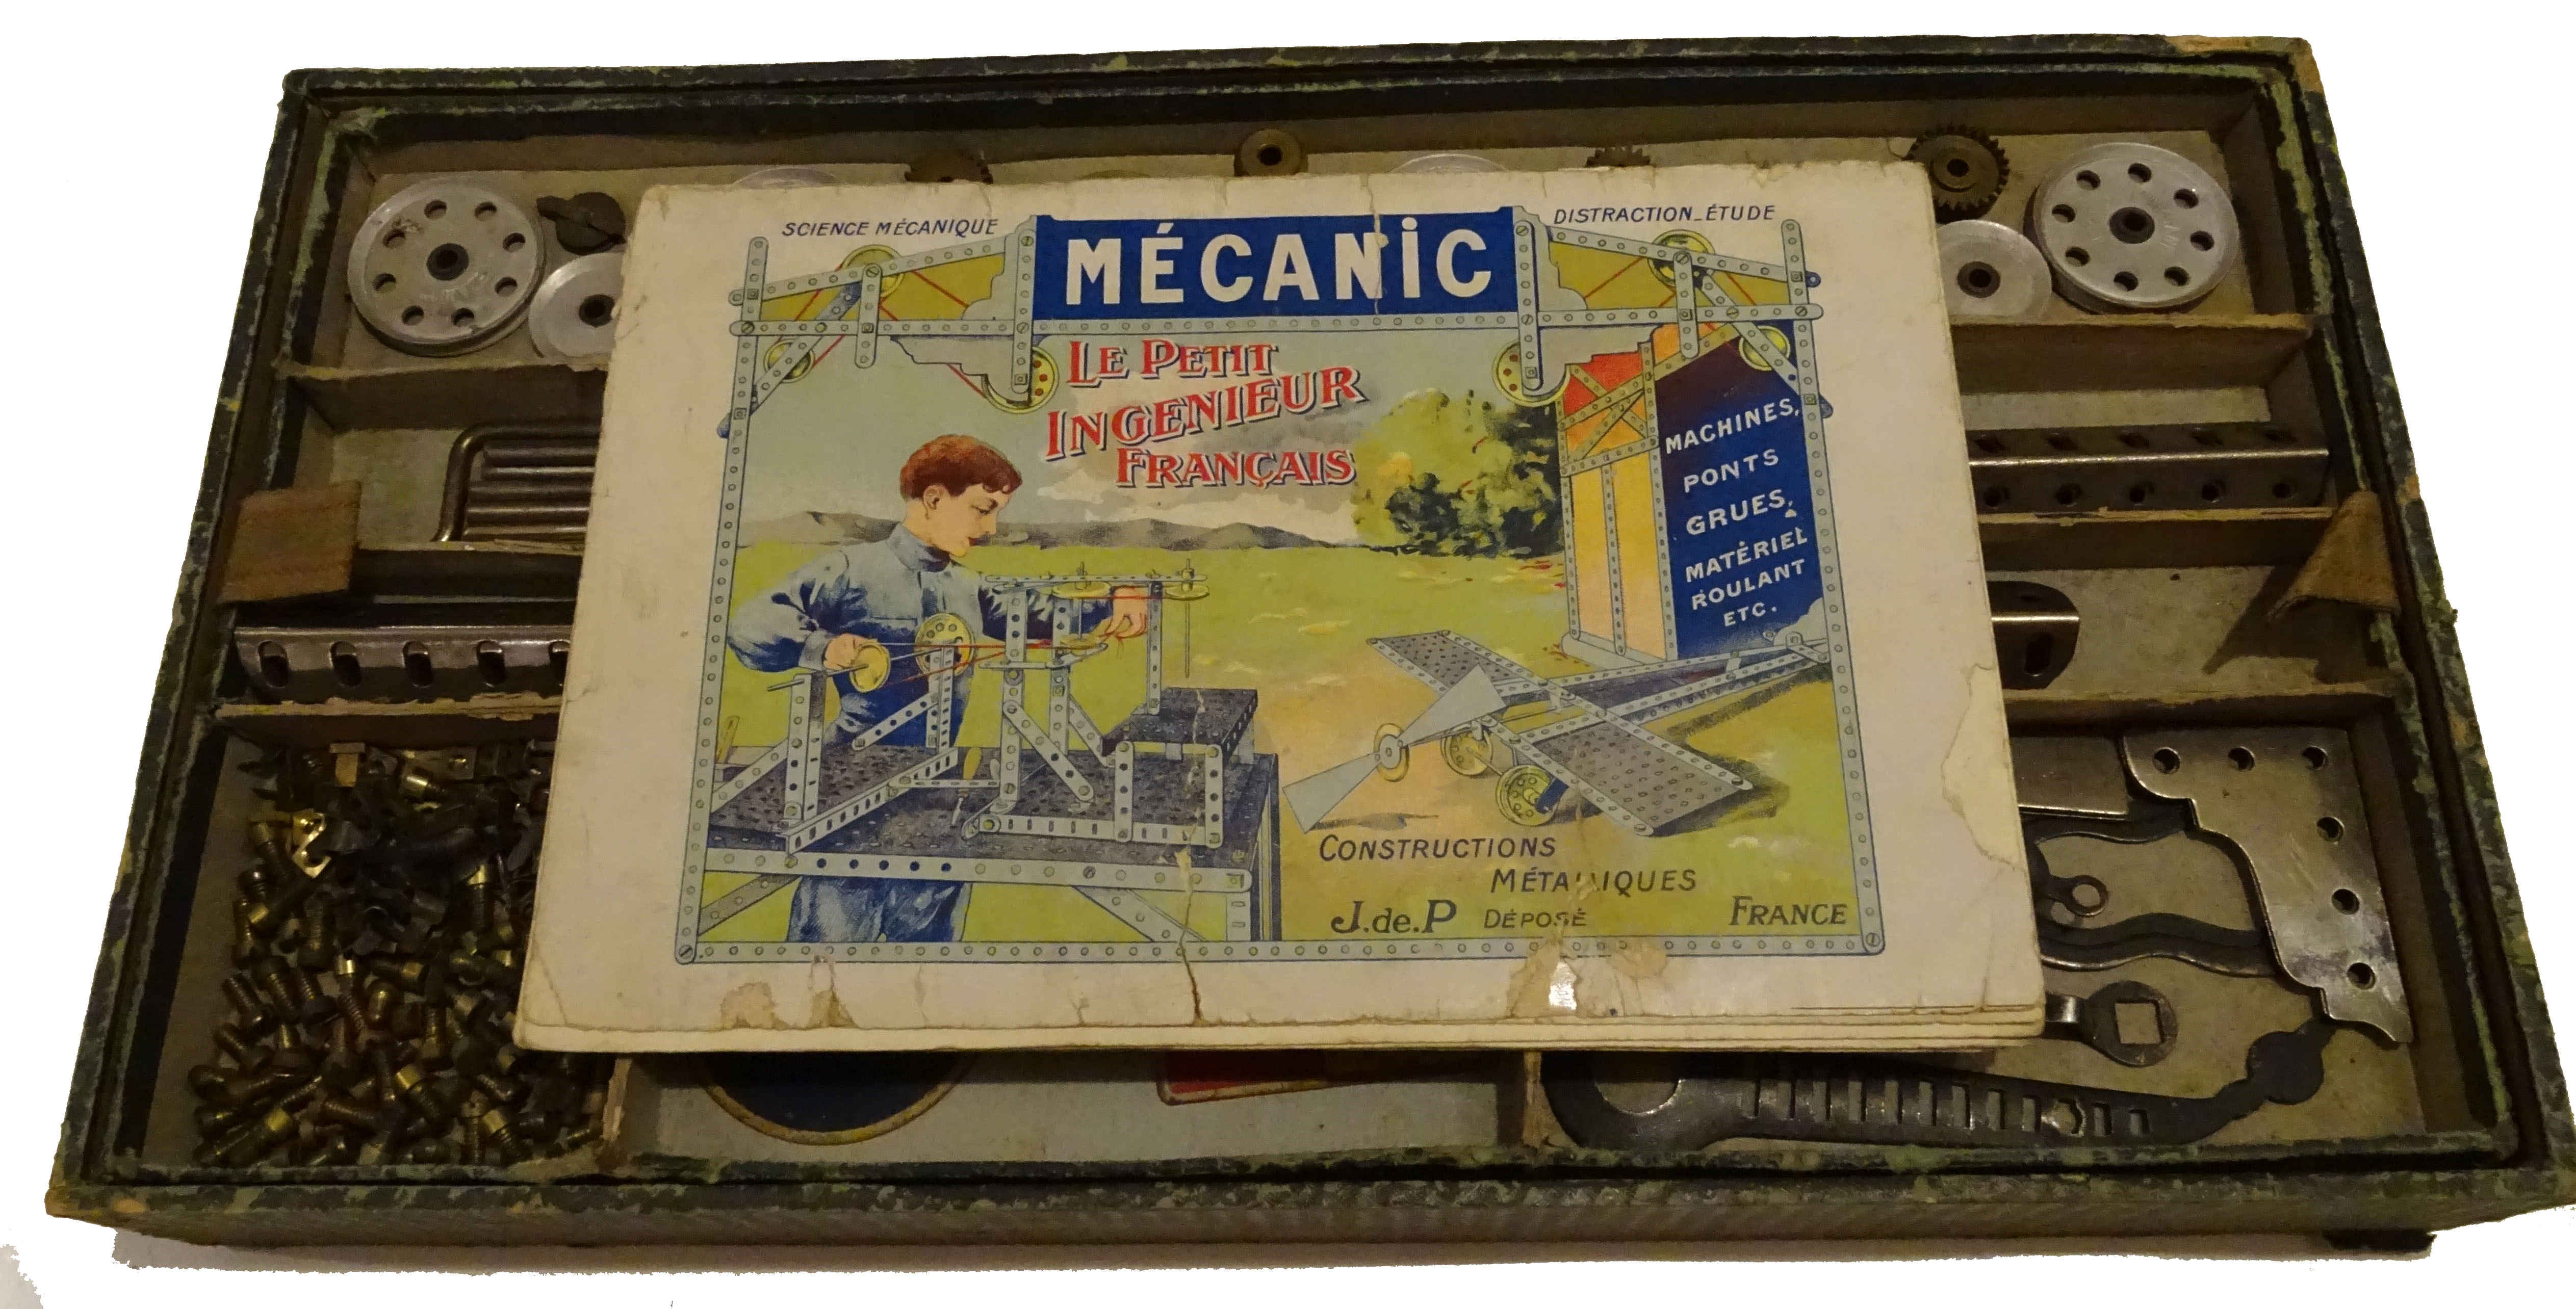 SCIENCE MÉCANIQUE
MÉCANIC
DISTRACTION_ÉTUDE
LE PETIT
INGENIEUR
FRANÇAIS
MACHINES,
PONTS
GRUES,
MATÉRIEL
ROULANT
ETC.
CONSTRUCTIONS
MÉTALLIQUES
J.de.P DÉPOSÉ FRANCE